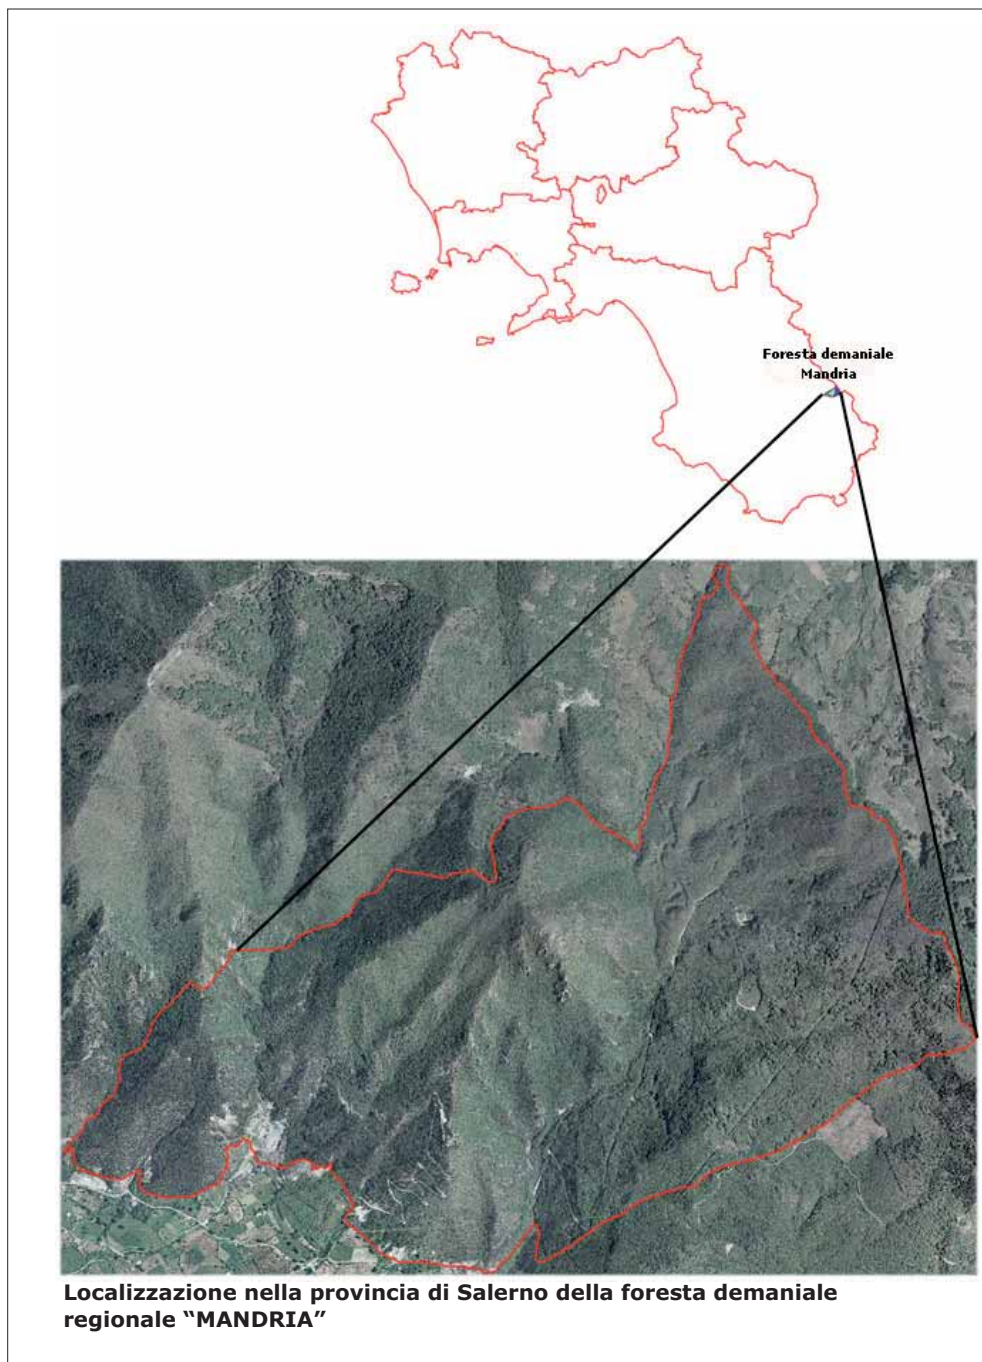 Foresta demaniale
Mandria
Localizzazione nella provincia di Salerno della foresta demaniale
regionale “MANDRIA”